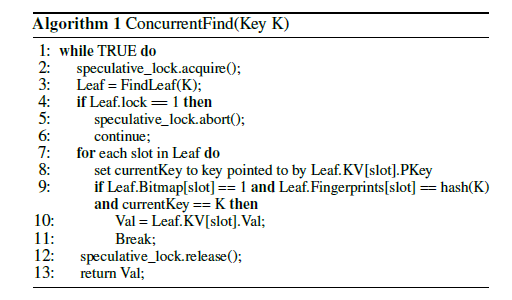 Algorithm 1 ConcurrentFind(Key K)
1: while TRUE do
2: speculative_lock.acquire();
3: Leaf = FindLeaf(K);
4: if Leaf.lock == 1 then
5: speculative_lock.abort();
6: continue;
7: for each slot in Leaf do
8: set currentKey to key pointed to by Leaf.KV[slot].PKey
9: if Leaf.Bitmap[slot] == 1 and Leaf.Fingerprints[slot] == hash(K)
and currentKey == K then
10: Val = Leaf.KV[slot].Val;
11: Break;
12: speculative_lock.release();
13: return Val;